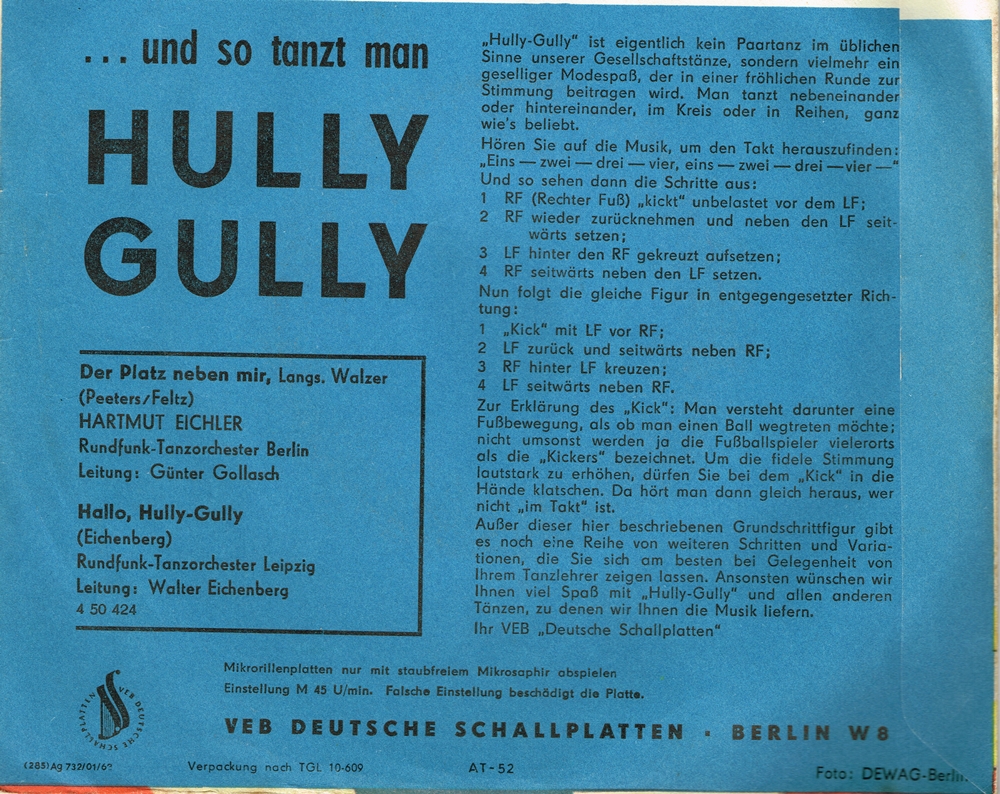 ... und so tanzt man
HULLY
GULLY
Der Platz neben mir, Langs. Walzer
(Peeters/Feltz)
HARTMUT EICHLER
Rundfunk-Tanzorchester Berlin
Leitung: Günter Gollasch
Hallo, Hully-Gully
(Eichenberg)
Rundfunk-Tanzorchester Leipzig
Leitung: Walter Eichenberg
4 50 424
„Hully-Gully“ ist eigentlich kein Paartanz im üblichen
Sinne unserer Gesellschaftstänze, sondern vielmehr ein
geselliger Modespaß, der in einer fröhlichen Runde zur
Stimmung beitragen wird. Man tanzt nebeneinander
oder hintereinander, im Kreis oder in Reihen, ganz
wie's beliebt.
Hören Sie auf die Musik, um den Takt herauszufinden:
„Eins — zwei — drei — vier, eins — zwei — drei —vier —“
Und so sehen dann die Schritte aus:
1 RF (Rechter Fuß) „kickt“ unbelastet vor dem LF;
2 RF wieder zurücknehmen und neben den LF seit-
wärts setzen;
3 LF hinter den RF gekreuzt aufsetzen;
4 RF seitwärts neben den LF setzen.
Nun folgt die gleiche Figur in entgegengesetzter Rich-
tung:
1 „Kick“ mit LF vor RF;
2 LF zurück und seitwärts neben RF;
3 RF hinter LF kreuzen;
4 LF seitwärts neben RF.
Zur Erklärung des „Kick“: Man versteht darunter eine
Fußbewegung, als ob man einen Ball wegtreten möchte;
nicht umsonst werden ja die Fußballspieler vielerorts
als die „Kickers“ bezeichnet. Um die fidele Stimmung
lautstark zu erhöhen, dürfen Sie bei dem „Kick“ in die
Hände klatschen. Da hört man dann gleich heraus, wer
nicht „im Takt“ ist.
Außer dieser hier beschriebenen Grundschrittfigur gibt
es noch eine Reihe von weiteren Schritten und Varia-
tionen, die Sie sich am besten bei Gelegenheit von
Ihrem Tanzlehrer zeigen lassen. Ansonsten wünschen wir
Ihnen viel Spaß mit „Hully-Gully“ und allen anderen
Tänzen, zu denen wir Ihnen die Musik liefern.
Ihr VEB „Deutsche Schallplatten“
VEB DEUTSCHE SCHALLPLATTEN
Mikrorillenplatten nur mit staubfreiem Mikrosaphir abspielen
Einstellung M 45 U/min. Falsche Einstellung beschädigt die Platte.
VEB DEUTSCHE SCHALLPLATTEN · BERLIN W 8
(285) Ag 732/01/6
Verpackung nach TGL 10-609
AT-52
Foto: DEWAG-Berlin